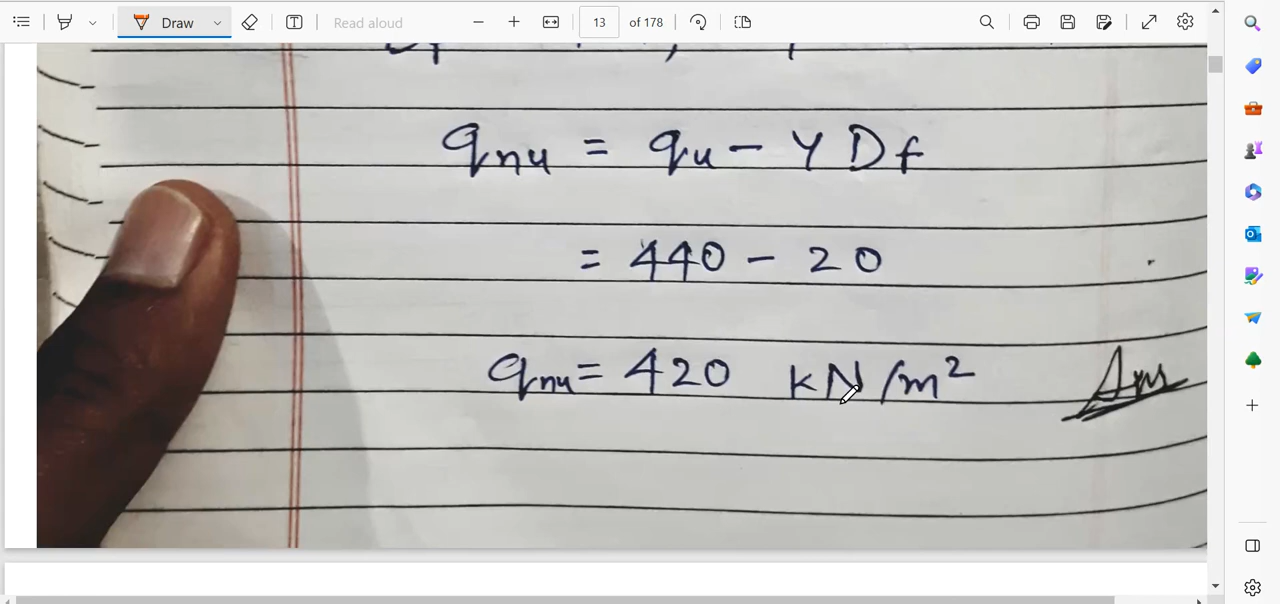 Draw
Read aloud
13 of 178
qnu = qu - γ Df
= 440 - 20
qnu = 420 kN/m²
Ans